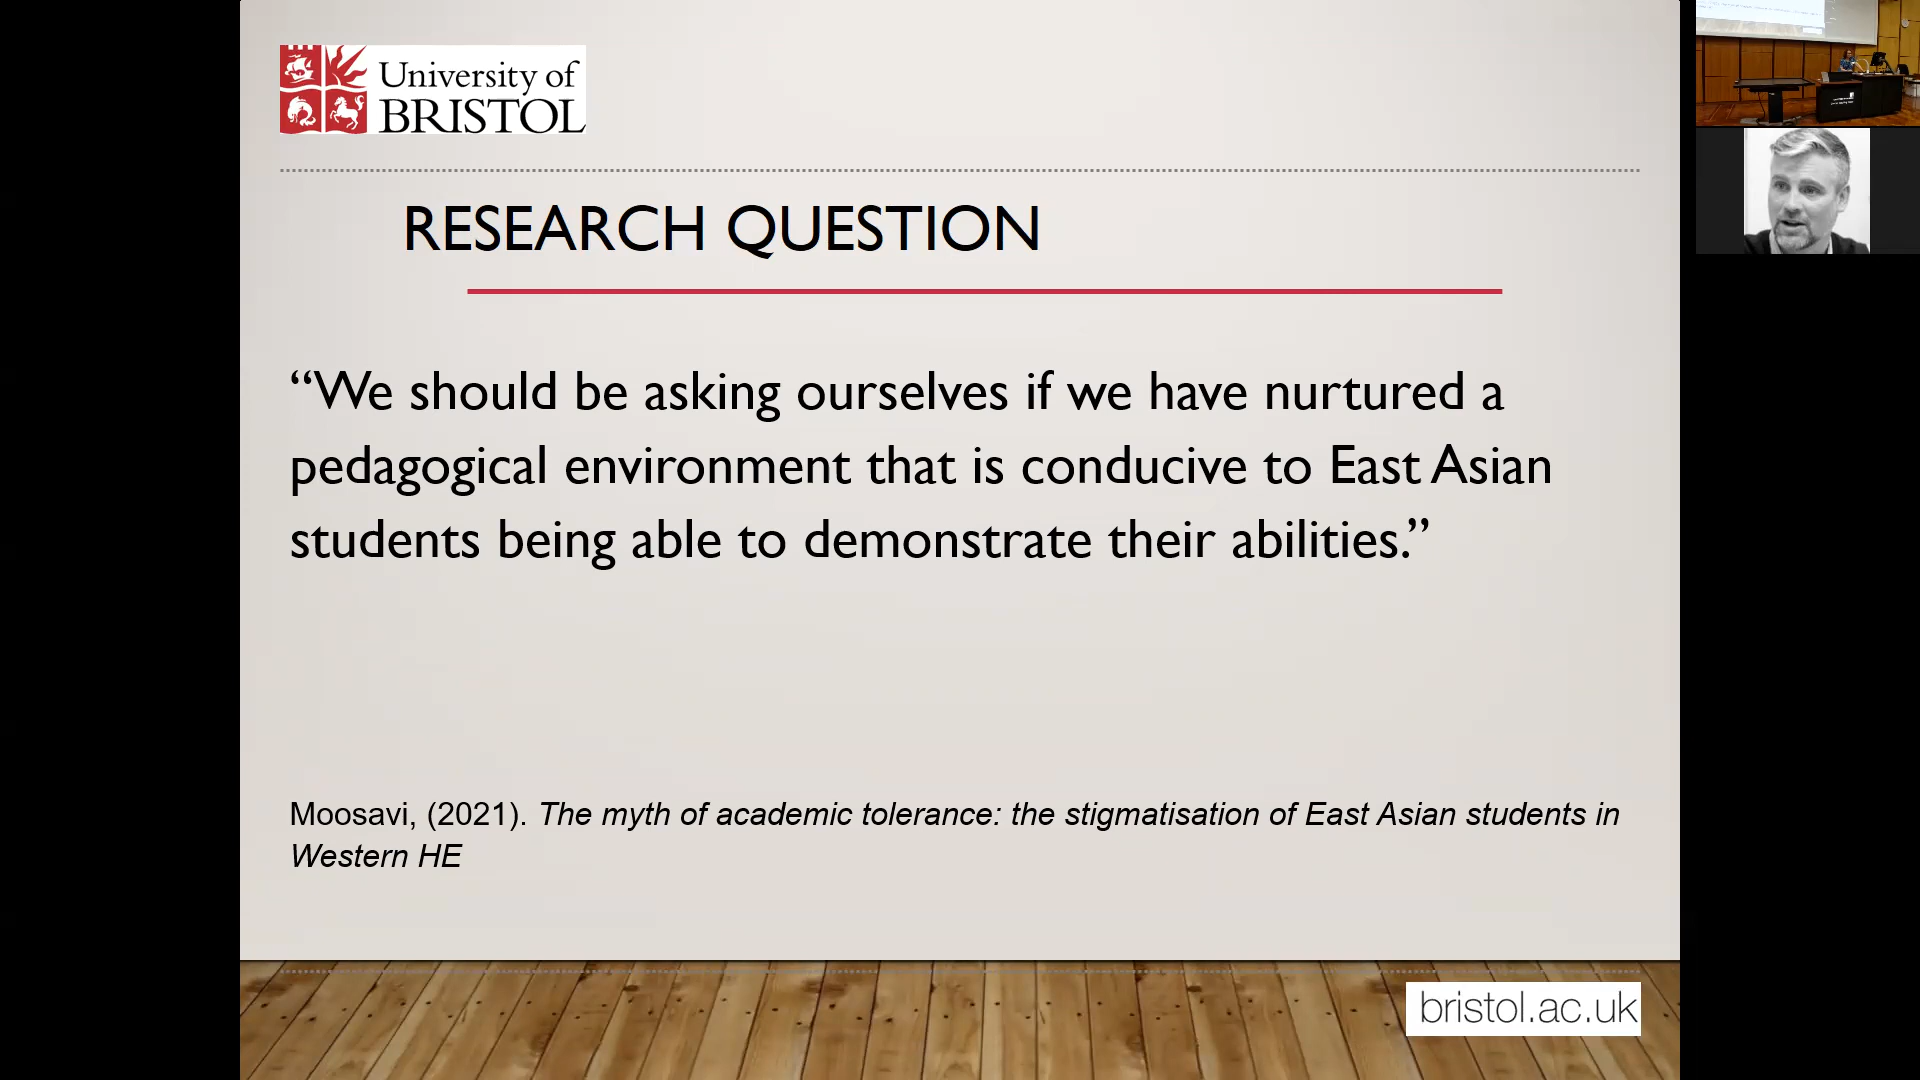 University of
BRISTOL
RESEARCH QUESTION
“We should be asking ourselves if we have nurtured a
pedagogical environment that is conducive to East Asian
students being able to demonstrate their abilities.”
Moosavi, (2021). The myth of academic tolerance: the stigmatisation of East Asian students in
Western HE
bristol.ac.uk